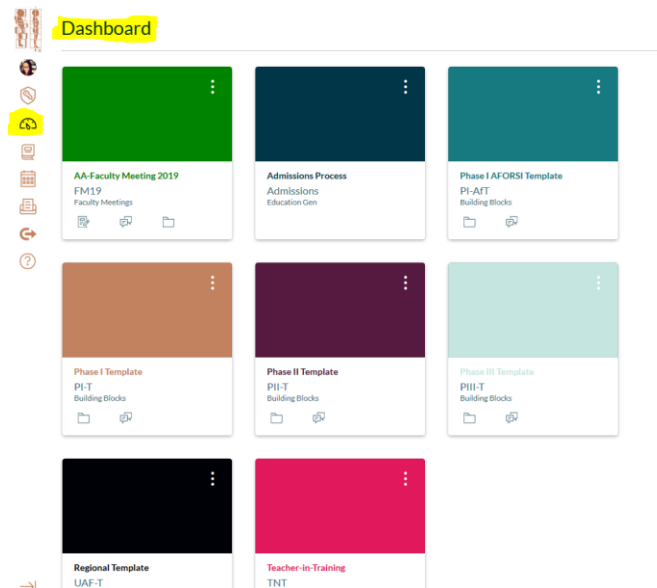 Dashboard
AA-Faculty Meeting 2019
FM19
Faculty Meetings
Admissions Process
Admissions
Education Gen
Phase I AFORSI Template
PI-AfT
Building Blocks
Phase I Template
PI-T
Building Blocks
Phase II Template
PII-T
Building Blocks
Phase III Template
PIII-T
Building Blocks
Regional Template
UAF-T
Teacher-in-Training
TNT